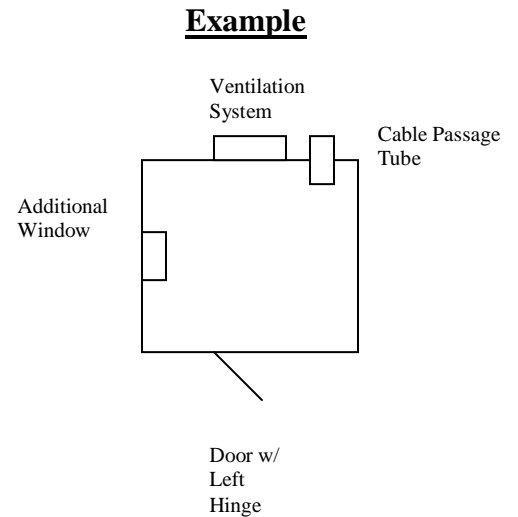 Example
Ventilation
System
Cable Passage
Tube
Additional
Window
Door w/
Left
Hinge